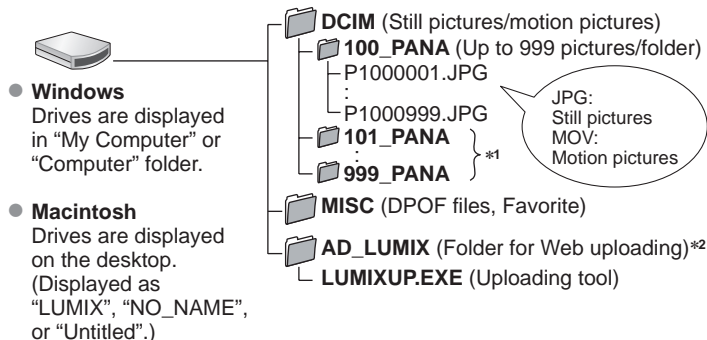 DCIM (Still pictures/motion pictures)
100_PANA (Up to 999 pictures/folder)
P1000001.JPG
:
P1000999.JPG
101_PANA
:
999_PANA
*1
JPG:
Still pictures
MOV:
Motion pictures
MISC (DPOF files, Favorite)
AD_LUMIX (Folder for Web uploading)*2
LUMIXUP.EXE (Uploading tool)
● Windows
Drives are displayed
in “My Computer” or
“Computer” folder.
● Macintosh
Drives are displayed
on the desktop.
(Displayed as
“LUMIX”, “NO_NAME”,
or “Untitled”.)